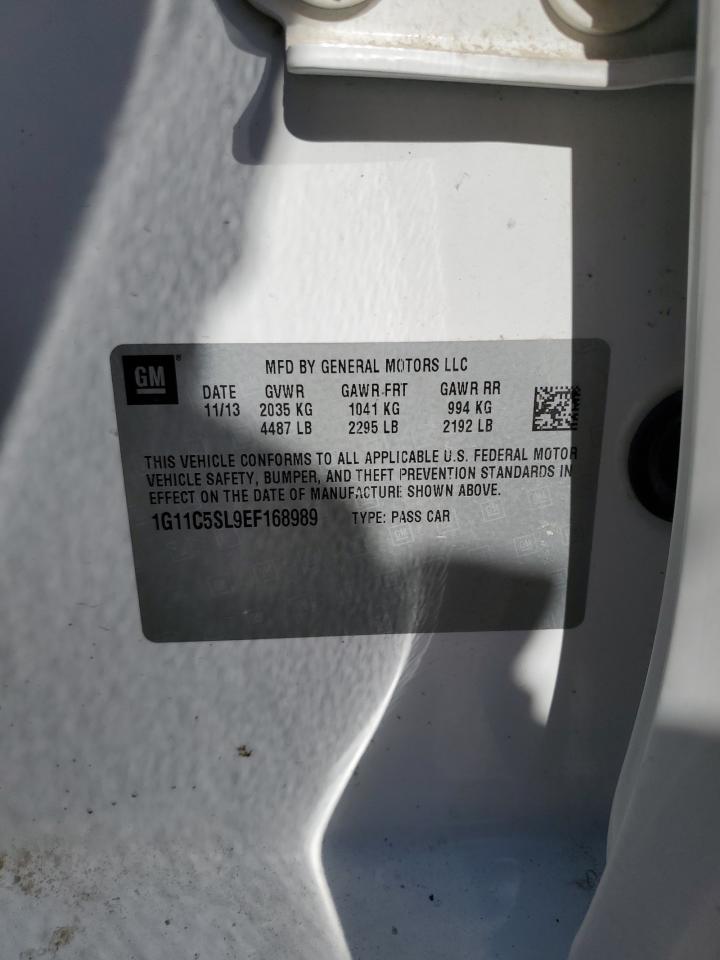 GM ®
MFD BY GENERAL MOTORS LLC
DATE GVWR GAWR FRT GAWR RR
11/13 2035 KG 1041 KG 994 KG
4487 LB 2295 LB 2192 LB
THIS VEHICLE CONFORMS TO ALL APPLICABLE U.S. FEDERAL MOTOR
VEHICLE SAFETY, BUMPER, AND THEFT PREVENTION STANDARDS IN
EFFECT ON THE DATE OF MANUFACTURE SHOWN ABOVE.
1G11C5SL9EF168989 TYPE: PASS CAR